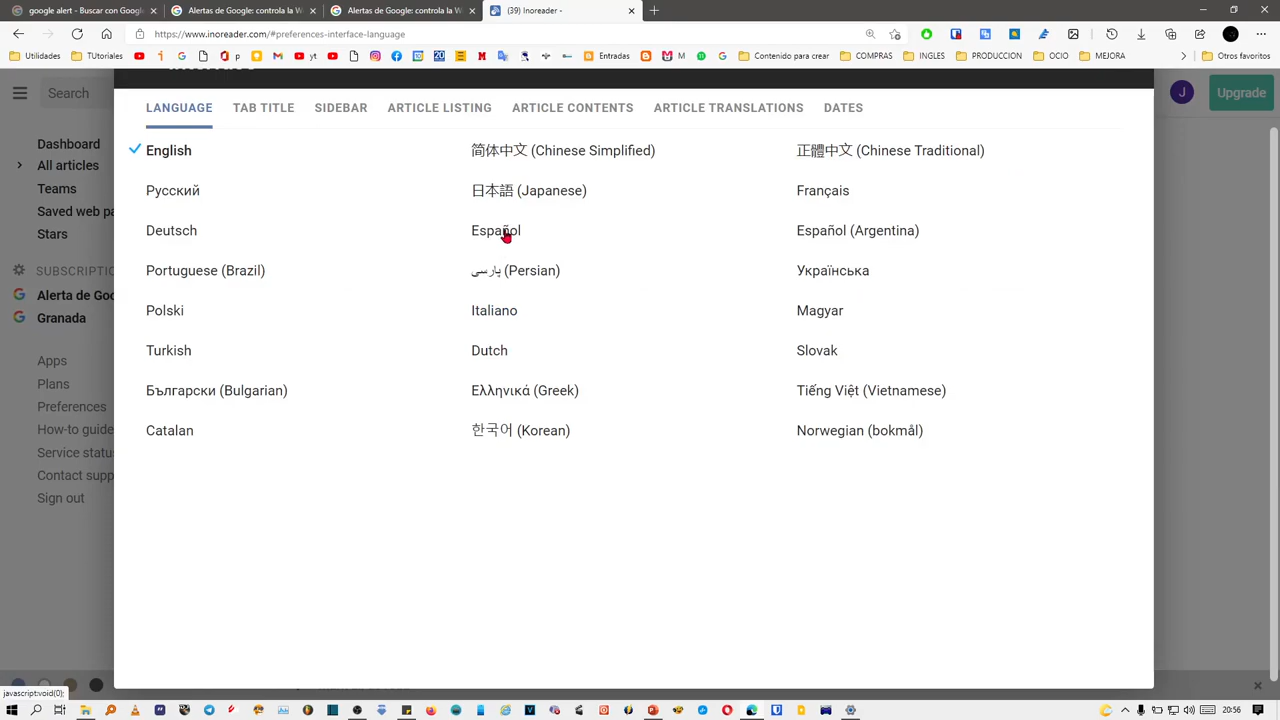 google alert - Buscar con Googl
Alertas de Google: controla la W
Alertas de Google: controla la W
(39) Inoreader -
https://www.inoreader.com/#preferences-interface-language
Utilidades
TUtoriales
yt
p
Entradas
M
Contenido para crear
COMPRAS
INGLES
PRODUCCION
OCIO
MEJORA
Otros favoritos
Search
J
Upgrade
LANGUAGE TAB TITLE SIDEBAR ARTICLE LISTING ARTICLE CONTENTS ARTICLE TRANSLATIONS DATES
Dashboard
All articles
Teams
Saved web pa
Stars
SUBSCRIPTIO
Alerta de Goo
Granada
Apps
Plans
Preferences
How-to guide
Service statu
Contact supp
Sign out
English 简体中文 (Chinese Simplified) 正體中文 (Chinese Traditional)
Русский 日本語 (Japanese) Français
Deutsch Español Español (Argentina)
Portuguese (Brazil) پارسی (Persian) Українська
Polski Italiano Magyar
Turkish Dutch Slovak
Български (Bulgarian) Ελληνικά (Greek) Tiếng Việt (Vietnamese)
Catalan 한국어 (Korean) Norwegian (bokmål)
javascript:void(0);
20:56